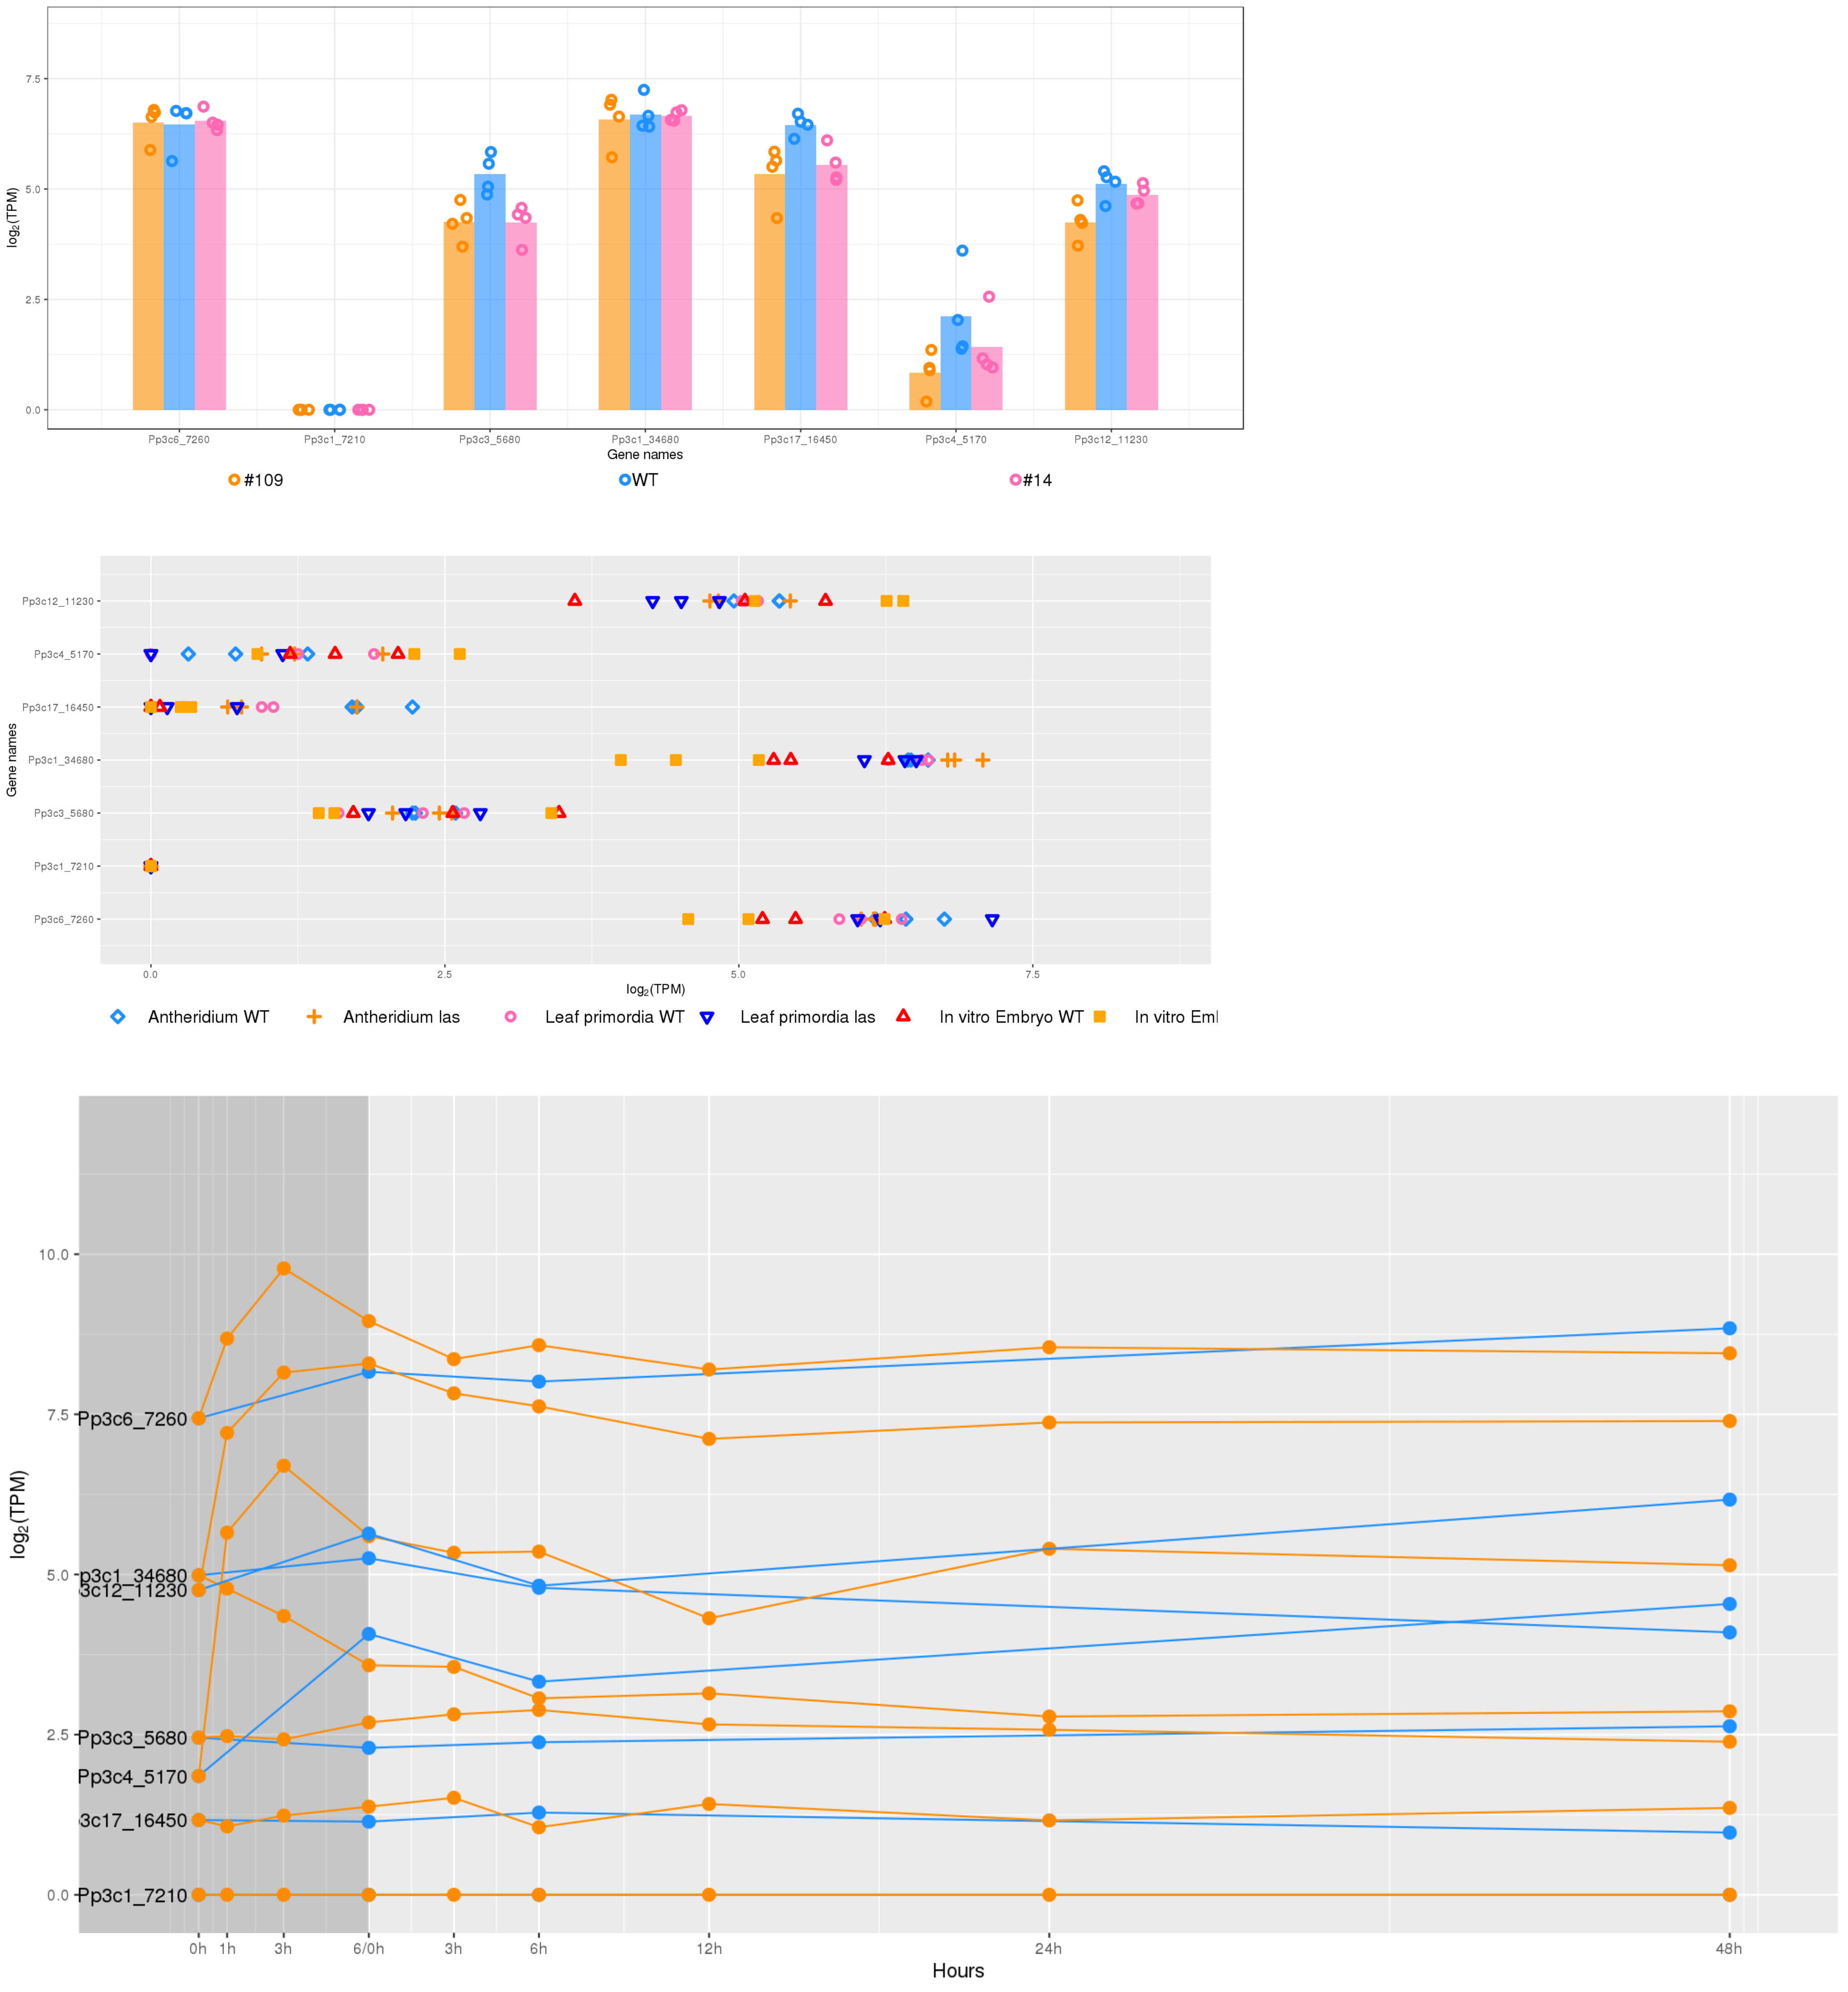 7.5
5.0
2.5
0.0
log2(TPM)
Pp3c6_7260 Pp3c1_7210 Pp3c3_5680 Pp3c1_34680 Pp3c17_16450 Pp3c4_5170 Pp3c12_11230
Gene names
#109 WT #14
Pp3c12_11230
Pp3c4_5170
Pp3c17_16450
Pp3c1_34680
Pp3c3_5680
Pp3c1_7210
Pp3c6_7260
Gene names
0.0 2.5 5.0 7.5
log2(TPM)
Antheridium WT Antheridium las Leaf primordia WT Leaf primordia las In vitro Embryo WT In vitro Em
10.0
7.5
5.0
2.5
0.0
log2(TPM)
Pp3c6_7260
p3c1_34680
3c12_11230
Pp3c3_5680
Pp3c4_5170
3c17_16450
Pp3c1_7210
0h 1h 3h 6/0h 3h 6h 12h 24h 48h
Hours